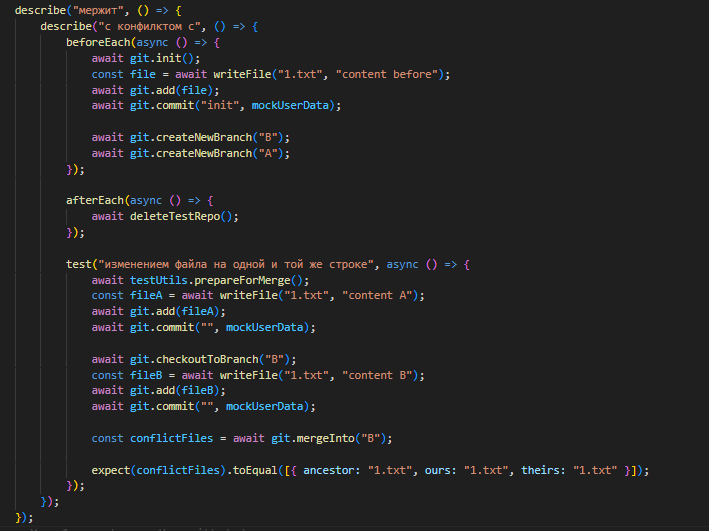 describe("мержит", () => {
describe("с конфилктом с", () => {
beforeEach(async () => {
await git.init();
const file = await writeFile("1.txt", "content before");
await git.add(file);
await git.commit("init", mockUserData);
await git.createNewBranch("B");
await git.createNewBranch("A");
});
afterEach(async () => {
await deleteTestRepo();
});
test("изменением файла на одной и той же строке", async () => {
await testUtils.prepareForMerge();
const fileA = await writeFile("1.txt", "content A");
await git.add(fileA);
await git.commit("", mockUserData);
await git.checkoutToBranch("B");
const fileB = await writeFile("1.txt", "content B");
await git.add(fileB);
await git.commit("", mockUserData);
const conflictFiles = await git.mergeInto("B");
expect(conflictFiles).toEqual([{ ancestor: "1.txt", ours: "1.txt", theirs: "1.txt" }]);
});
});
});